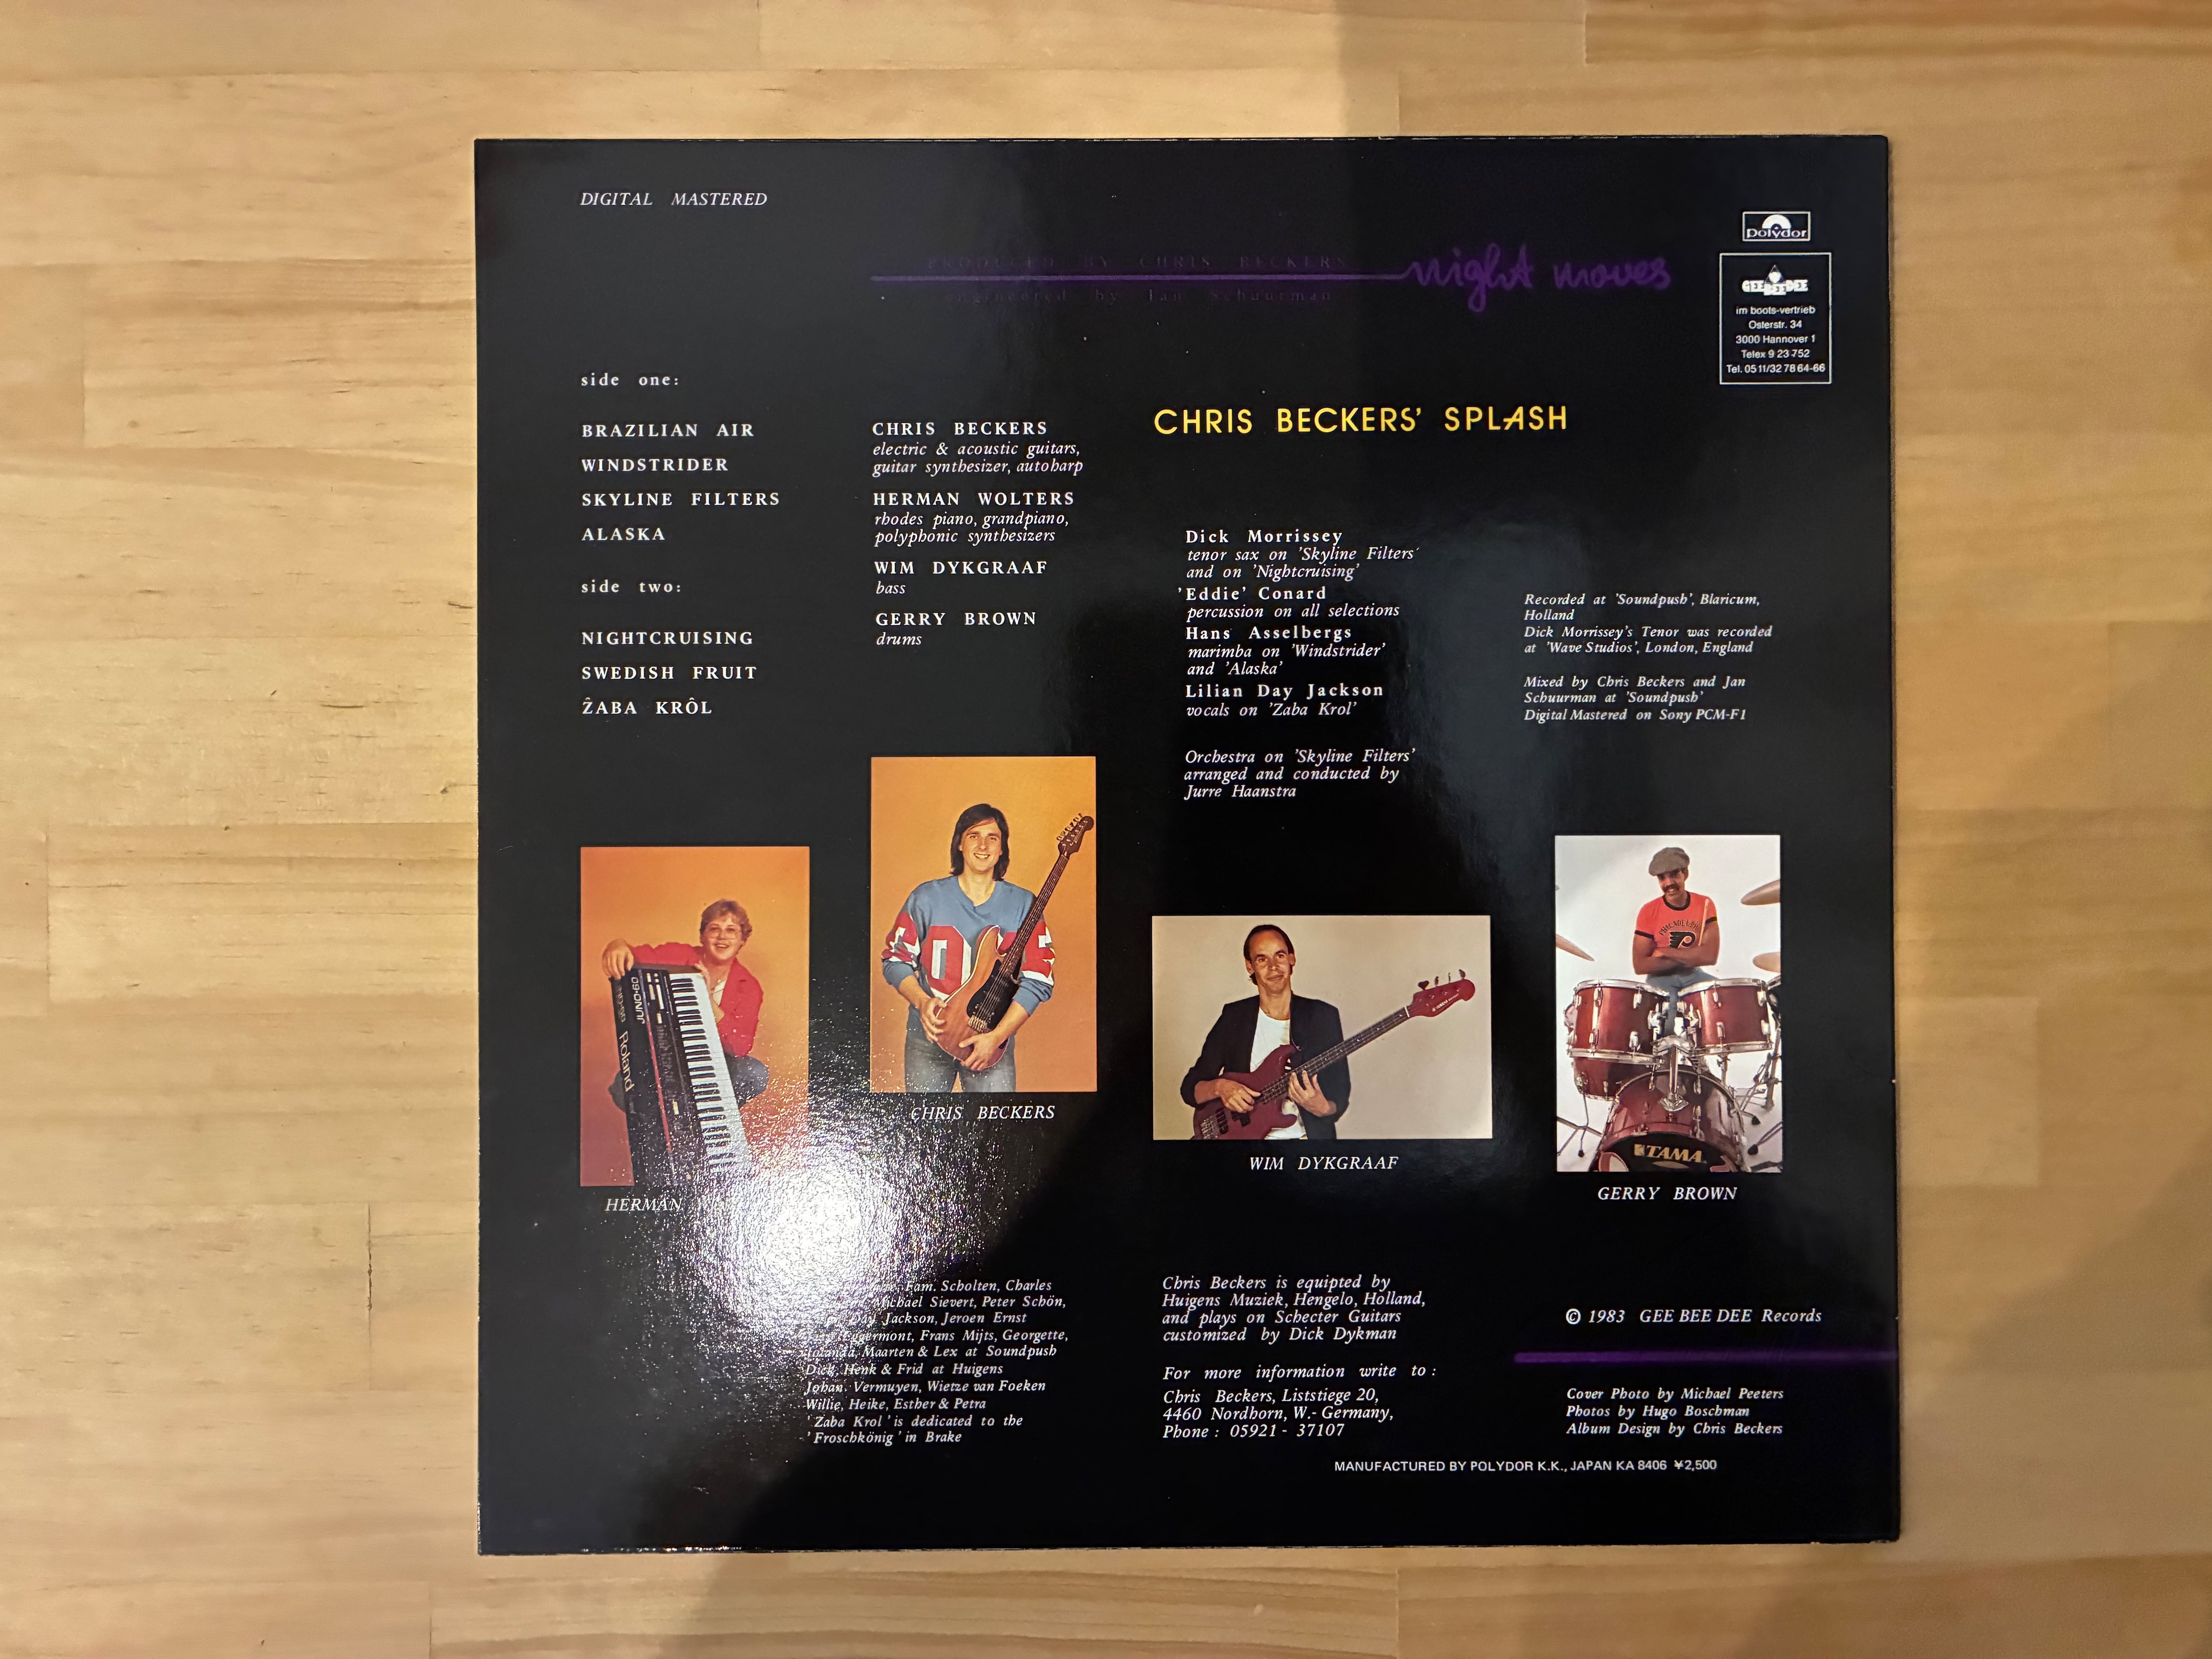 DIGITAL MASTERED
PRODUCED BY CHRIS BECKERS
engineered by Jan Schuurman
night moves
polydor
GEE BEE DEE
im boots-vertrieb
Osterstr. 34
3000 Hannover 1
Telex 9 23 752
Tel. 05 11/32 78 64-66
side one:
BRAZILIAN AIR
WINDSTRIDER
SKYLINE FILTERS
ALASKA
side two:
NIGHTCRUISING
SWEDISH FRUIT
ẐABA KRÔL
CHRIS BECKERS
electric & acoustic guitars,
guitar synthesizer, autoharp
HERMAN WOLTERS
rhodes piano, grandpiano,
polyphonic synthesizers
WIM DYKGRAAF
bass
GERRY BROWN
drums
CHRIS BECKERS' SPLASH
Dick Morrissey
tenor sax on 'Skyline Filters'
and on 'Nightcruising'
'Eddie' Conard
percussion on all selections
Hans Asselbergs
marimba on 'Windstrider'
and 'Alaska'
Lilian Day Jackson
vocals on 'Zaba Krol'
Orchestra on 'Skyline Filters'
arranged and conducted by
Jurre Haanstra
Recorded at 'Soundpush', Blaricum,
Holland
Dick Morrissey's Tenor was recorded
at 'Wave Studios', London, England
Mixed by Chris Beckers and Jan
Schuurman at 'Soundpush'
Digital Mastered on Sony PCM-F1
JUNO-60
Roland
HERMAN
CHRIS BECKERS
WIM DYKGRAAF
TAMA
GERRY BROWN
Fam. Scholten, Charles
Michael Sievert, Peter Schön,
Day Jackson, Jeroen Ernst
Eggermont, Frans Mijts, Georgette,
Jolanda, Maarten & Lex at Soundpush
Dick, Henk & Frid at Huigens
Johan Vermuyen, Wietze van Foeken
Willie, Heike, Esther & Petra
'Zaba Krol' is dedicated to the
'Froschkönig' in Brake
Chris Beckers is equipted by
Huigens Muziek, Hengelo, Holland,
and plays on Schecter Guitars
customized by Dick Dykman
For more information write to:
Chris Beckers, Liststiege 20,
4460 Nordhorn, W.- Germany,
Phone: 05921 - 37107
© 1983 GEE BEE DEE Records
Cover Photo by Michael Peeters
Photos by Hugo Boschman
Album Design by Chris Beckers
MANUFACTURED BY POLYDOR K.K., JAPAN KA 8406 ¥2,500